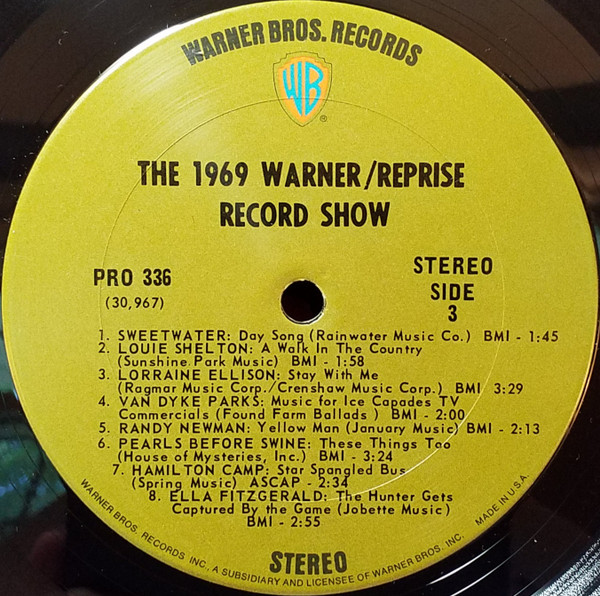 WARNER BROS. RECORDS
WB
®
THE 1969 WARNER/REPRISE
RECORD SHOW
PRO 336
(30,967)
STEREO
SIDE
3
1. SWEETWATER: Day Song (Rainwater Music Co.) BMI - 1:45
2. LOUIE SHELTON: A Walk In The Country
(Sunshine Park Music) BMI - 1:58
3. LORRAINE ELLISON: Stay With Me
(Ragmar Music Corp./Crenshaw Music Corp.) BMI 3:29
4. VAN DYKE PARKS: Music for Ice Capades TV
Commercials (Found Farm Ballads ) BMI - 2:00
5. RANDY NEWMAN: Yellow Man (January Music) BMI - 2:13
6. PEARLS BEFORE SWINE: These Things Too
(House of Mysteries, Inc.) BMI - 3:24
7. HAMILTON CAMP: Star Spangled Bus
(Spring Music) ASCAP - 2:34
8. ELLA FITZGERALD: The Hunter Gets
Captured By the Game (Jobette Music)
BMI - 2:55
STEREO
WARNER BROS. RECORDS INC., A SUBSIDIARY AND LICENSEE OF WARNER BROS. INC. MADE IN U.S.A.